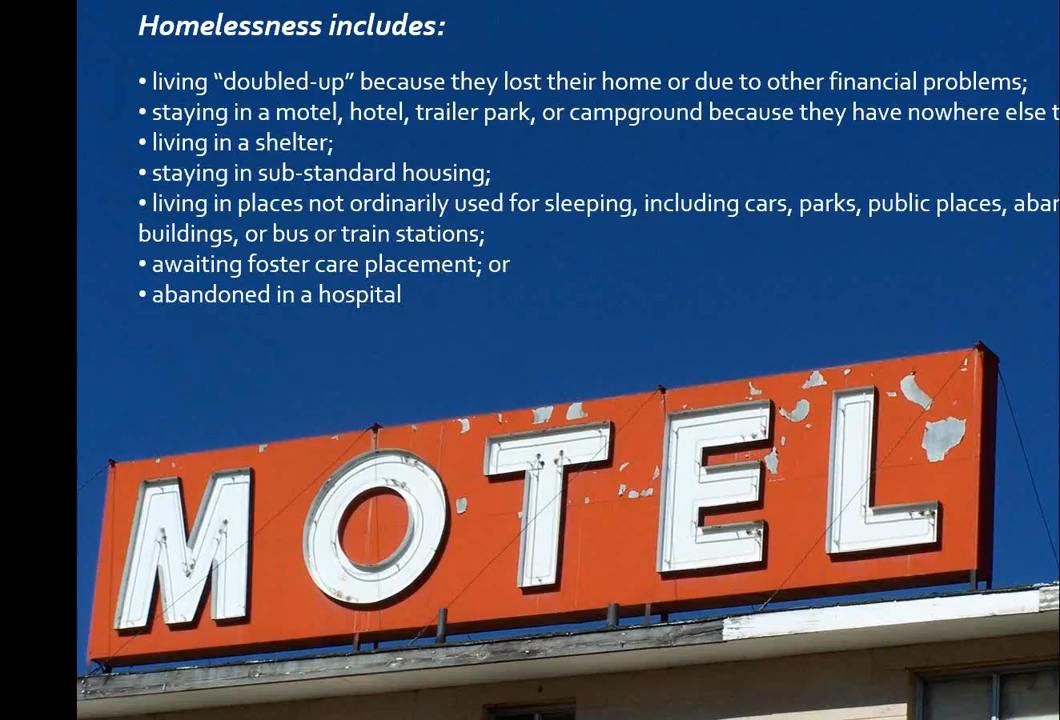 Homelessness includes:
• living “doubled-up” because they lost their home or due to other financial problems;
• staying in a motel, hotel, trailer park, or campground because they have nowhere else
• living in a shelter;
• staying in sub-standard housing;
• living in places not ordinarily used for sleeping, including cars, parks, public places,
buildings, or bus or train stations;
• awaiting foster care placement; or
• abandoned in a hospital
MOTEL